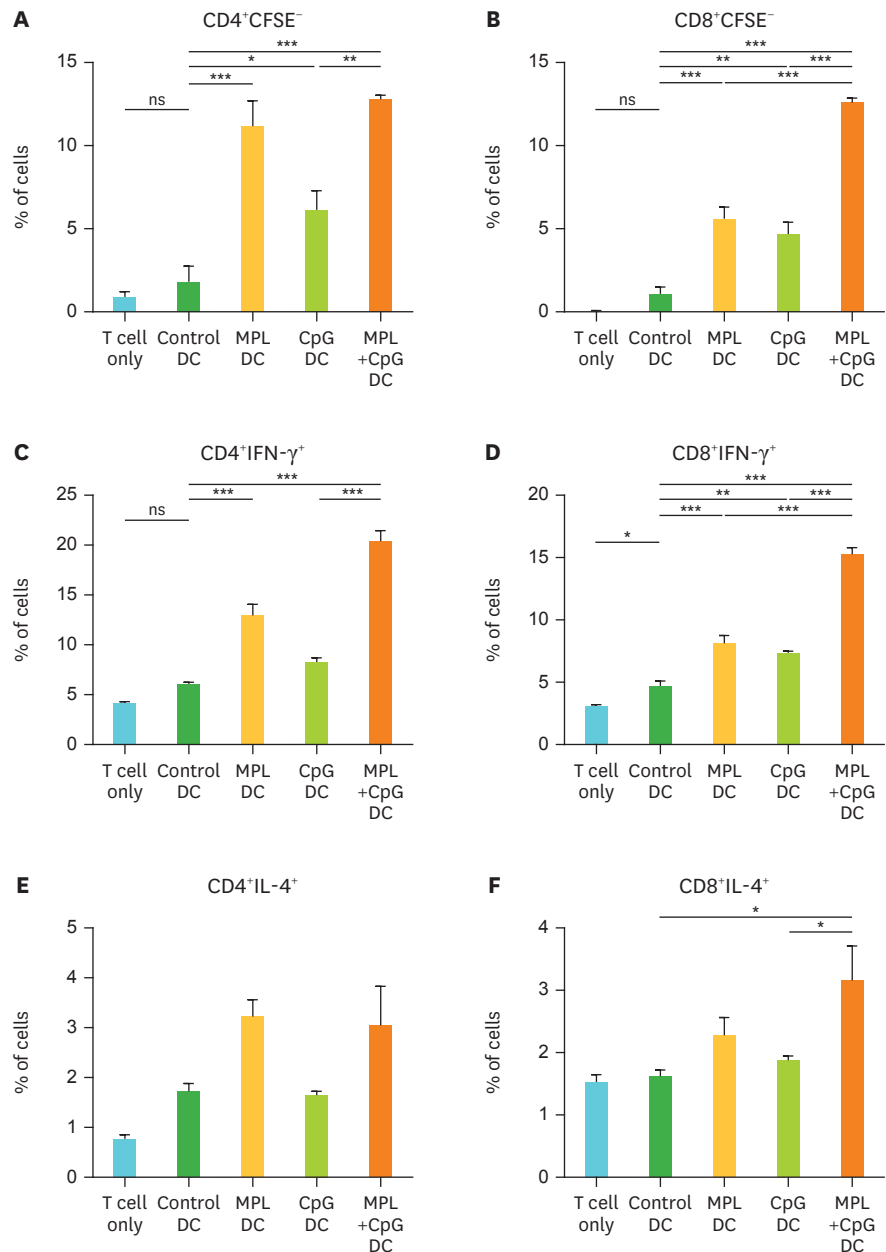 A
CD4⁺CFSE⁻
***
*
**
***
ns
% of cells
15
10
5
0
T cell only
Control DC
MPL DC
CpG DC
MPL +CpG DC
B
CD8⁺CFSE⁻
***
**
***
***
***
ns
% of cells
15
10
5
0
T cell only
Control DC
MPL DC
CpG DC
MPL +CpG DC
C
CD4⁺IFN-γ⁺
***
***
***
ns
% of cells
25
20
15
10
5
0
T cell only
Control DC
MPL DC
CpG DC
MPL +CpG DC
D
CD8⁺IFN-γ⁺
***
**
***
***
***
*
% of cells
20
15
10
5
0
T cell only
Control DC
MPL DC
CpG DC
MPL +CpG DC
E
CD4⁺IL-4⁺
% of cells
5
4
3
2
1
0
T cell only
Control DC
MPL DC
CpG DC
MPL +CpG DC
F
CD8⁺IL-4⁺
*
*
% of cells
4
3
2
1
0
T cell only
Control DC
MPL DC
CpG DC
MPL +CpG DC